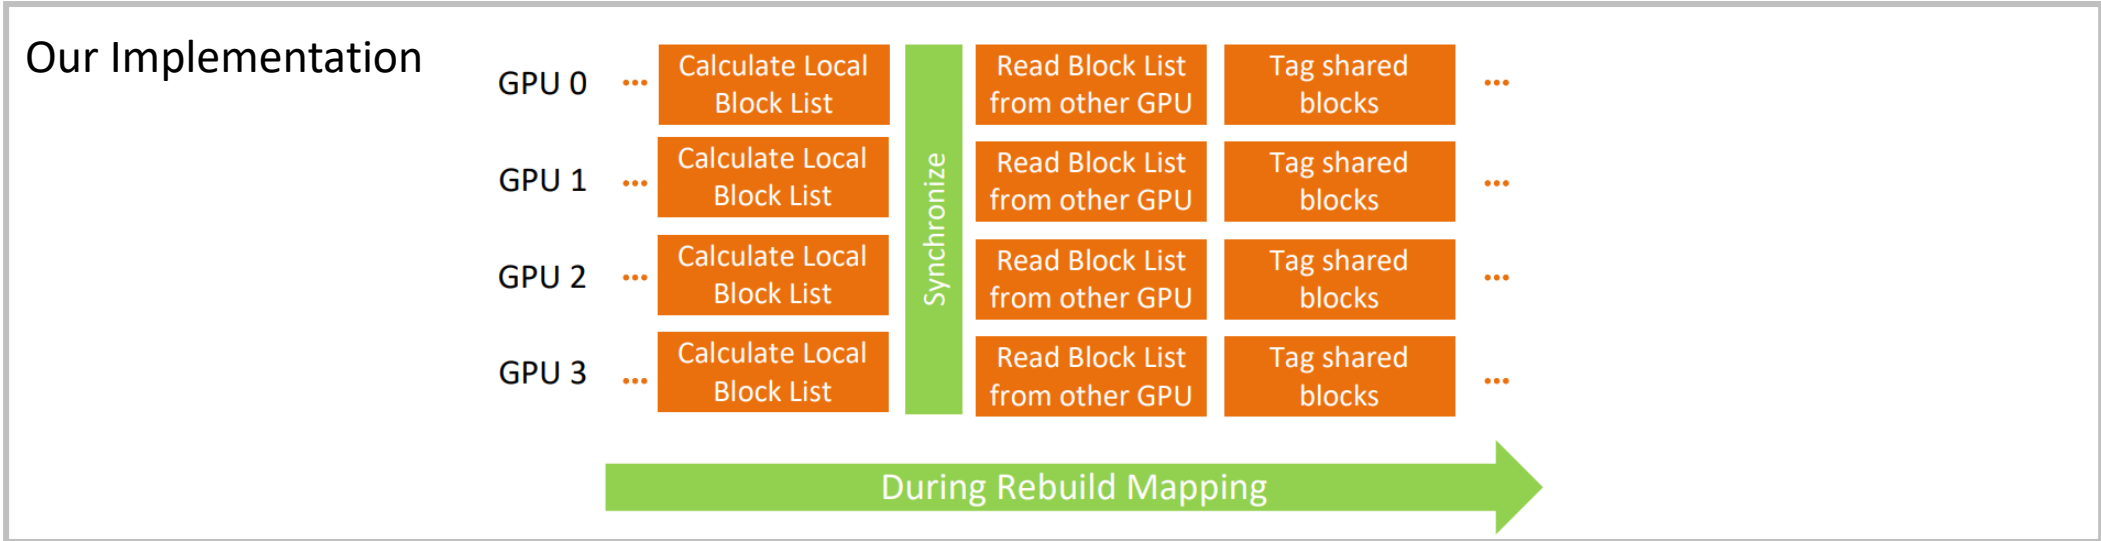 Our Implementation
GPU 0 ... Calculate Local Block List
Read Block List from other GPU
Tag shared blocks ...
GPU 1 ... Calculate Local Block List
Read Block List from other GPU
Tag shared blocks ...
GPU 2 ... Calculate Local Block List
Read Block List from other GPU
Tag shared blocks ...
GPU 3 ... Calculate Local Block List
Read Block List from other GPU
Tag shared blocks ...
Synchronize
During Rebuild Mapping